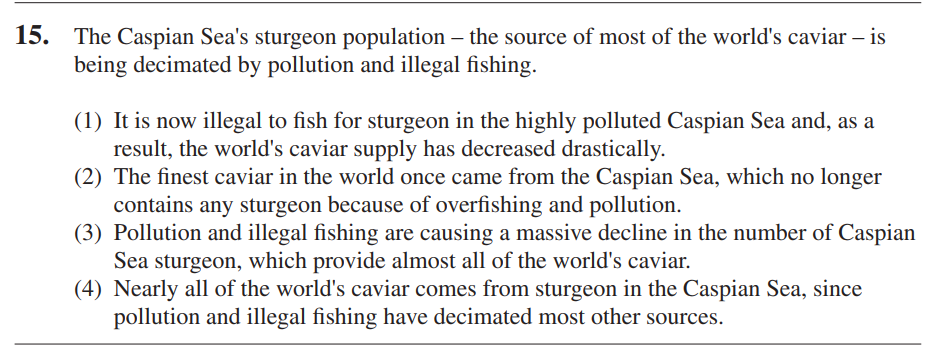 15. The Caspian Sea's sturgeon population – the source of most of the world's caviar – is
being decimated by pollution and illegal fishing.
(1) It is now illegal to fish for sturgeon in the highly polluted Caspian Sea and, as a
result, the world's caviar supply has decreased drastically.
(2) The finest caviar in the world once came from the Caspian Sea, which no longer
contains any sturgeon because of overfishing and pollution.
(3) Pollution and illegal fishing are causing a massive decline in the number of Caspian
Sea sturgeon, which provide almost all of the world's caviar.
(4) Nearly all of the world's caviar comes from sturgeon in the Caspian Sea, since
pollution and illegal fishing have decimated most other sources.